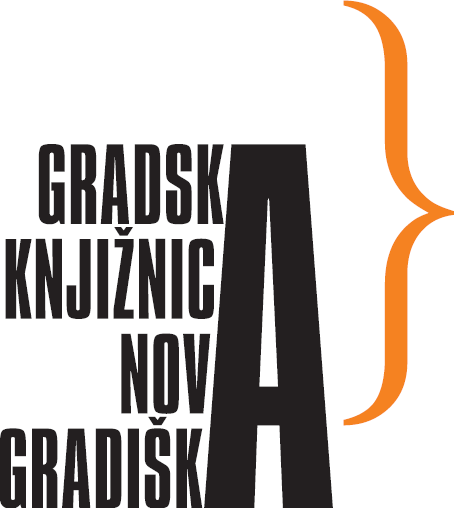 GRADSKA
KNJIŽNICA
NOVA
GRADIŠKA
}